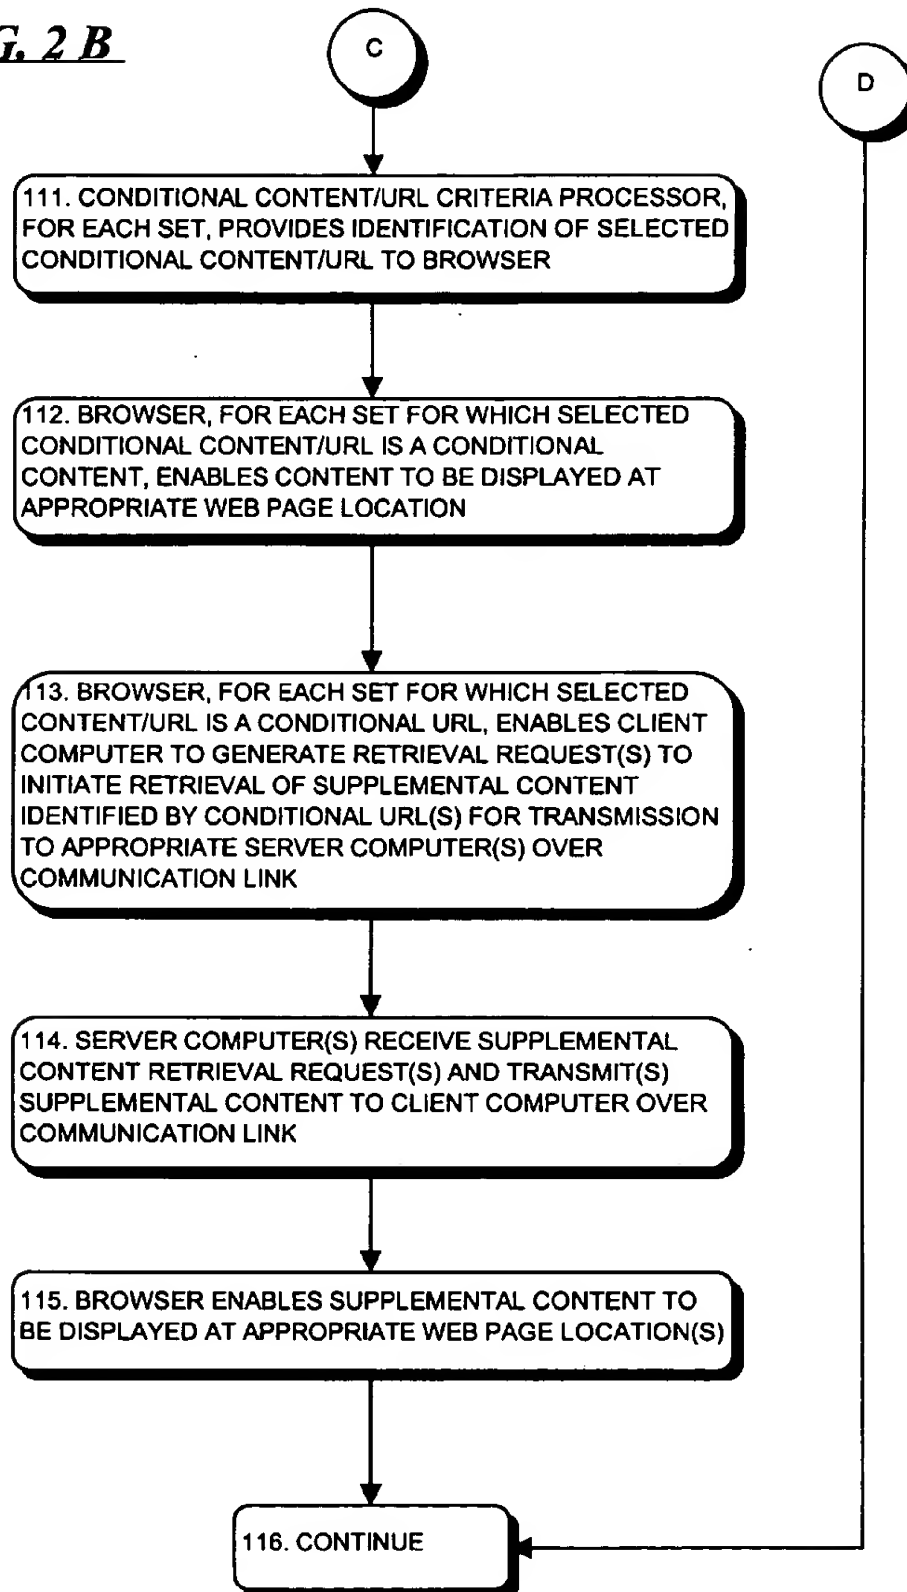 G. 2 B
C
D
111. CONDITIONAL CONTENT/URL CRITERIA PROCESSOR,
FOR EACH SET, PROVIDES IDENTIFICATION OF SELECTED
CONDITIONAL CONTENT/URL TO BROWSER
112. BROWSER, FOR EACH SET FOR WHICH SELECTED
CONDITIONAL CONTENT/URL IS A CONDITIONAL
CONTENT, ENABLES CONTENT TO BE DISPLAYED AT
APPROPRIATE WEB PAGE LOCATION
113. BROWSER, FOR EACH SET FOR WHICH SELECTED
CONTENT/URL IS A CONDITIONAL URL, ENABLES CLIENT
COMPUTER TO GENERATE RETRIEVAL REQUEST(S) TO
INITIATE RETRIEVAL OF SUPPLEMENTAL CONTENT
IDENTIFIED BY CONDITIONAL URL(S) FOR TRANSMISSION
TO APPROPRIATE SERVER COMPUTER(S) OVER
COMMUNICATION LINK
114. SERVER COMPUTER(S) RECEIVE SUPPLEMENTAL
CONTENT RETRIEVAL REQUEST(S) AND TRANSMIT(S)
SUPPLEMENTAL CONTENT TO CLIENT COMPUTER OVER
COMMUNICATION LINK
115. BROWSER ENABLES SUPPLEMENTAL CONTENT TO
BE DISPLAYED AT APPROPRIATE WEB PAGE LOCATION(S)
116. CONTINUE